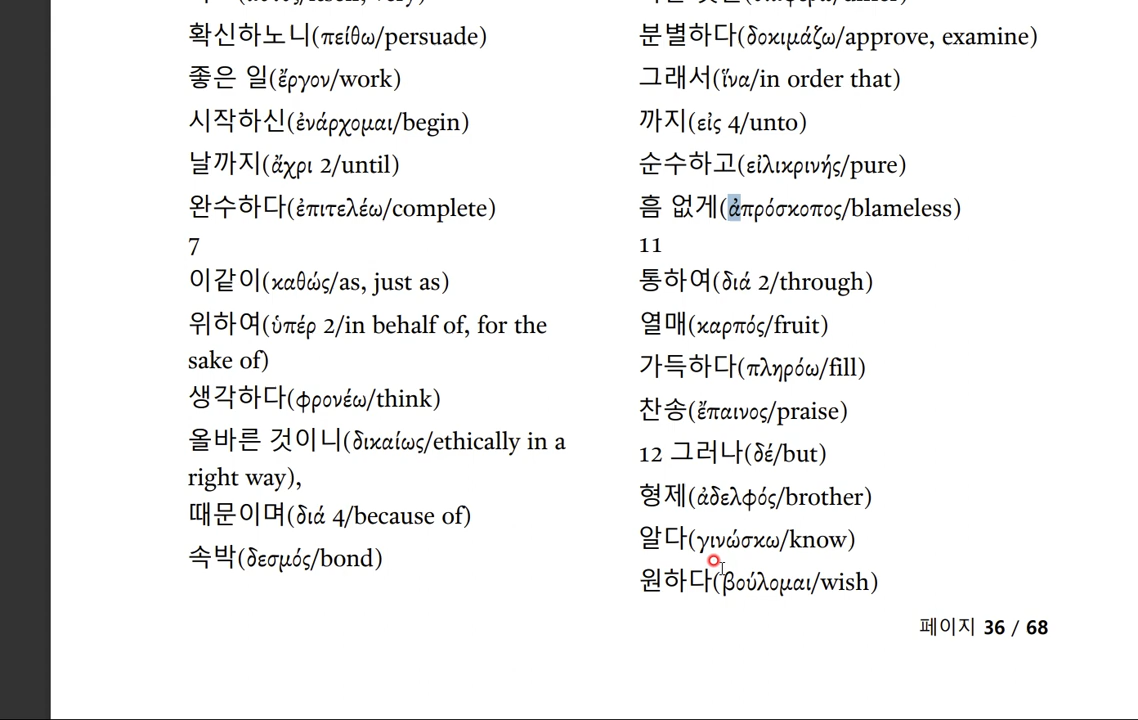 확신하노니(πείθω/persuade)
좋은 일(ἔργον/work)
시작하신(ἐνάρχομαι/begin)
날까지(ἄχρι 2/until)
완수하다(ἐπιτελέω/complete)
7
이같이(καθώς/as, just as)
위하여(ὑπέρ 2/in behalf of, for the
sake of)
생각하다(φρονέω/think)
올바른 것이니(δικαίως/ethically in a
right way),
때문이며(διά 4/because of)
속박(δεσμός/bond)
분별하다(δοκιμάζω/approve, examine)
그래서(ἵνα/in order that)
까지(εἰς 4/unto)
순수하고(εἰλικρινής/pure)
흠 없게(ἀπρόσκοπος/blameless)
11
통하여(διά 2/through)
열매(καρπός/fruit)
가득하다(πληρόω/fill)
찬송(ἔπαινος/praise)
12 그러나(δέ/but)
형제(ἀδελφός/brother)
알다(γινώσκω/know)
원하다(βούλομαι/wish)
페이지 36 / 68